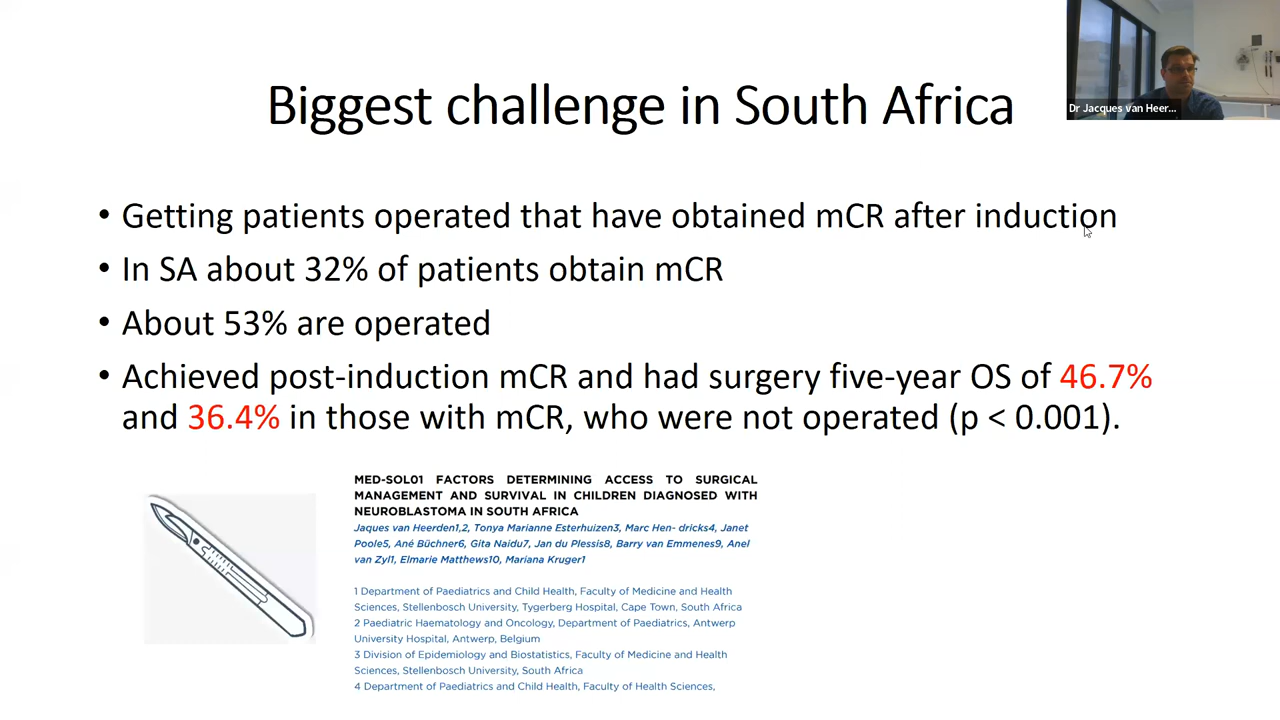 Biggest challenge in South Africa
Dr Jacques van Heer...
• Getting patients operated that have obtained mCR after induction
• In SA about 32% of patients obtain mCR
• About 53% are operated
• Achieved post-induction mCR and had surgery five-year OS of 46.7%
and 36.4% in those with mCR, who were not operated (p < 0.001).
MED-SOL01 FACTORS DETERMINING ACCESS TO SURGICAL
MANAGEMENT AND SURVIVAL IN CHILDREN DIAGNOSED WITH
NEUROBLASTOMA IN SOUTH AFRICA
Jaques van Heerden1,2, Tonya Marianne Esterhuizen3, Marc Hen- dricks4, Janet
Poole5, Ané Büchner6, Gita Naidu7, Jan du Plessis8, Barry van Emmenes9, Anel
van Zyl1, Elmarie Matthews10, Mariana Kruger1
1 Department of Paediatrics and Child Health, Faculty of Medicine and Health
Sciences, Stellenbosch University, Tygerberg Hospital, Cape Town, South Africa
2 Paediatric Haematology and Oncology, Department of Paediatrics, Antwerp
University Hospital, Antwerp, Belgium
3 Division of Epidemiology and Biostatistics, Faculty of Medicine and Health
Sciences, Stellenbosch University, South Africa
4 Department of Paediatrics and Child Health, Faculty of Health Sciences,